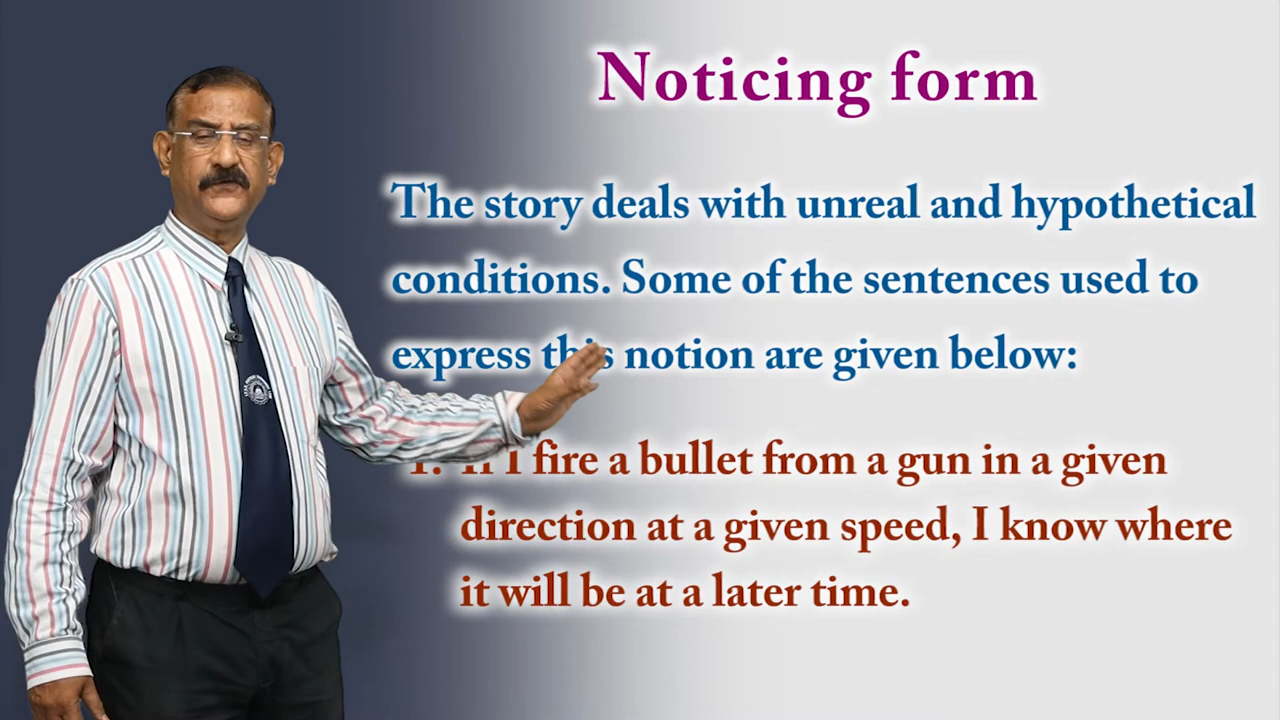 Noticing form
The story deals with unreal and hypothetical
conditions. Some of the sentences used to
express this notion are given below:
1. If I fire a bullet from a gun in a given
direction at a given speed, I know where
it will be at a later time.